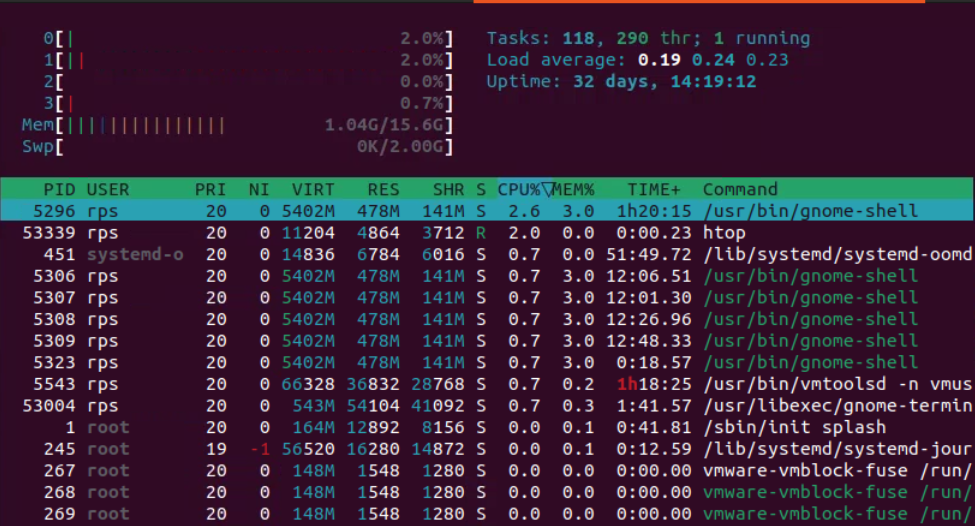 0[| 2.0%] Tasks: 118, 290 thr; 1 running
1[|| 2.0%] Load average: 0.19 0.24 0.23
2[ 0.0%] Uptime: 32 days, 14:19:12
3[| 0.7%]
Mem[||||||||||||||| 1.04G/15.6G]
Swp[ 0K/2.00G]
PID USER PRI NI VIRT RES SHR S CPU%▽MEM% TIME+ Command
5296 rps 20 0 5402M 478M 141M S 2.6 3.0 1h20:15 /usr/bin/gnome-shell
53339 rps 20 0 11204 4864 3712 R 2.0 0.0 0:00.23 htop
451 systemd-o 20 0 14836 6784 6016 S 0.7 0.0 51:49.72 /lib/systemd/systemd-oomd
5306 rps 20 0 5402M 478M 141M S 0.7 3.0 12:06.51 /usr/bin/gnome-shell
5307 rps 20 0 5402M 478M 141M S 0.7 3.0 12:01.30 /usr/bin/gnome-shell
5308 rps 20 0 5402M 478M 141M S 0.7 3.0 12:26.96 /usr/bin/gnome-shell
5309 rps 20 0 5402M 478M 141M S 0.7 3.0 12:48.33 /usr/bin/gnome-shell
5323 rps 20 0 5402M 478M 141M S 0.7 3.0 0:18.57 /usr/bin/gnome-shell
5543 rps 20 0 66328 36832 28768 S 0.7 0.2 1h18:25 /usr/bin/vmtoolsd -n vmus
53004 rps 20 0 543M 54104 41092 S 0.7 0.3 1:41.57 /usr/libexec/gnome-termin
1 root 20 0 164M 12892 8156 S 0.0 0.1 0:41.81 /sbin/init splash
245 root 19 -1 56520 16280 14872 S 0.0 0.1 0:12.59 /lib/systemd/systemd-jour
267 root 20 0 148M 1548 1280 S 0.0 0.0 0:00.00 vmware-vmblock-fuse /run/
268 root 20 0 148M 1548 1280 S 0.0 0.0 0:00.00 vmware-vmblock-fuse /run/
269 root 20 0 148M 1548 1280 S 0.0 0.0 0:00.00 vmware-vmblock-fuse /run/